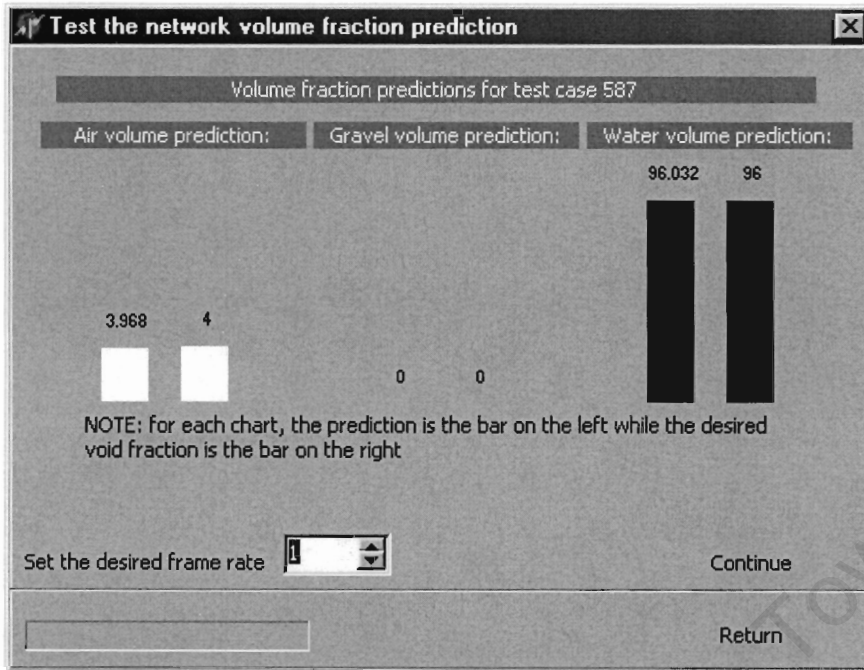 Test the network volume fraction prediction
Volume fraction predictions for test case 587
Air volume prediction: Gravel volume prediction: Water volume prediction:
96.032 96
3.968 4
0 0
NOTE: for each chart, the prediction is the bar on the left while the desired
void fraction is the bar on the right
Set the desired frame rate 1 Continue
Return